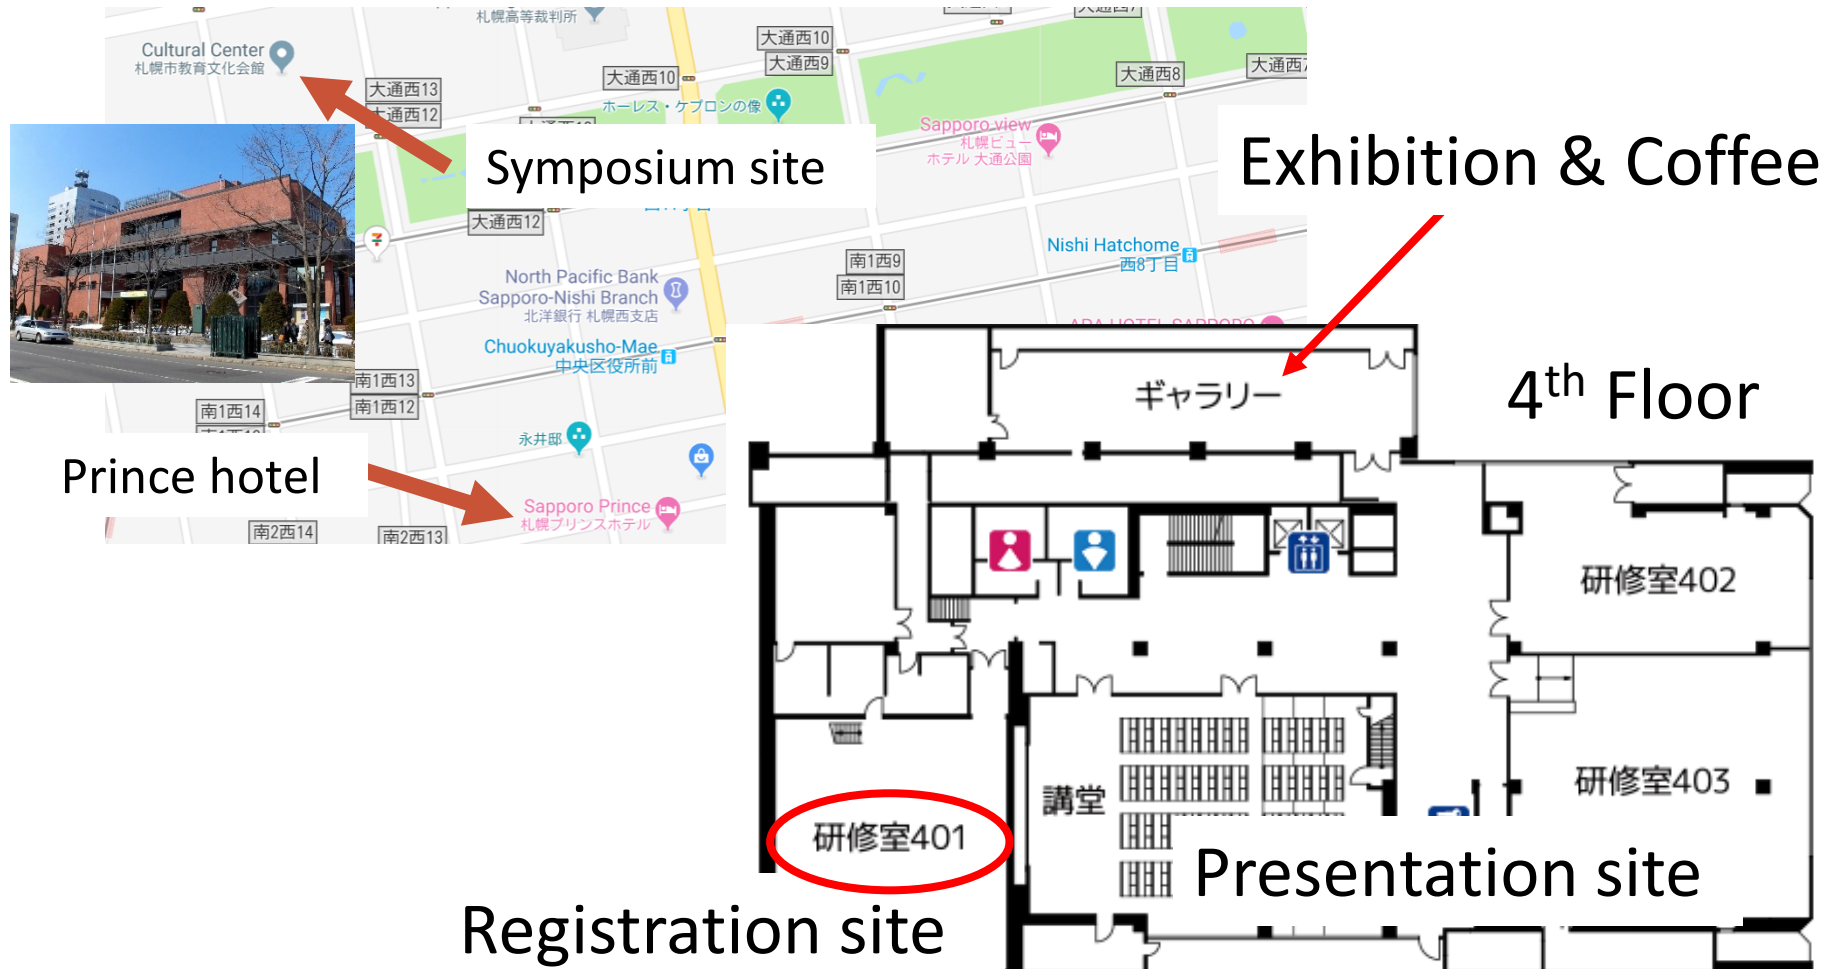 札幌高等裁判所
Cultural Center
札幌市教育文化会館
大通西13
大通西12
大通西10
大通西10
大通西9
大通西8
ホーレス・ケプロンの像
Sapporo view
札幌ビュー
ホテル 大通公園
Symposium site
Exhibition & Coffee
大通西12
Nishi Hatchome
西8丁目
南1西9
南1西10
North Pacific Bank
Sapporo-Nishi Branch
北洋銀行 札幌西支店
Chuokuyakusho-Mae
中央区役所前
南1西13
南1西12
南1西14
永井邸
Prince hotel
Sapporo Prince
札幌プリンスホテル
南2西14
南2西13
4th Floor
ギャラリー
研修室402
研修室403
講堂
研修室401
Presentation site
Registration site